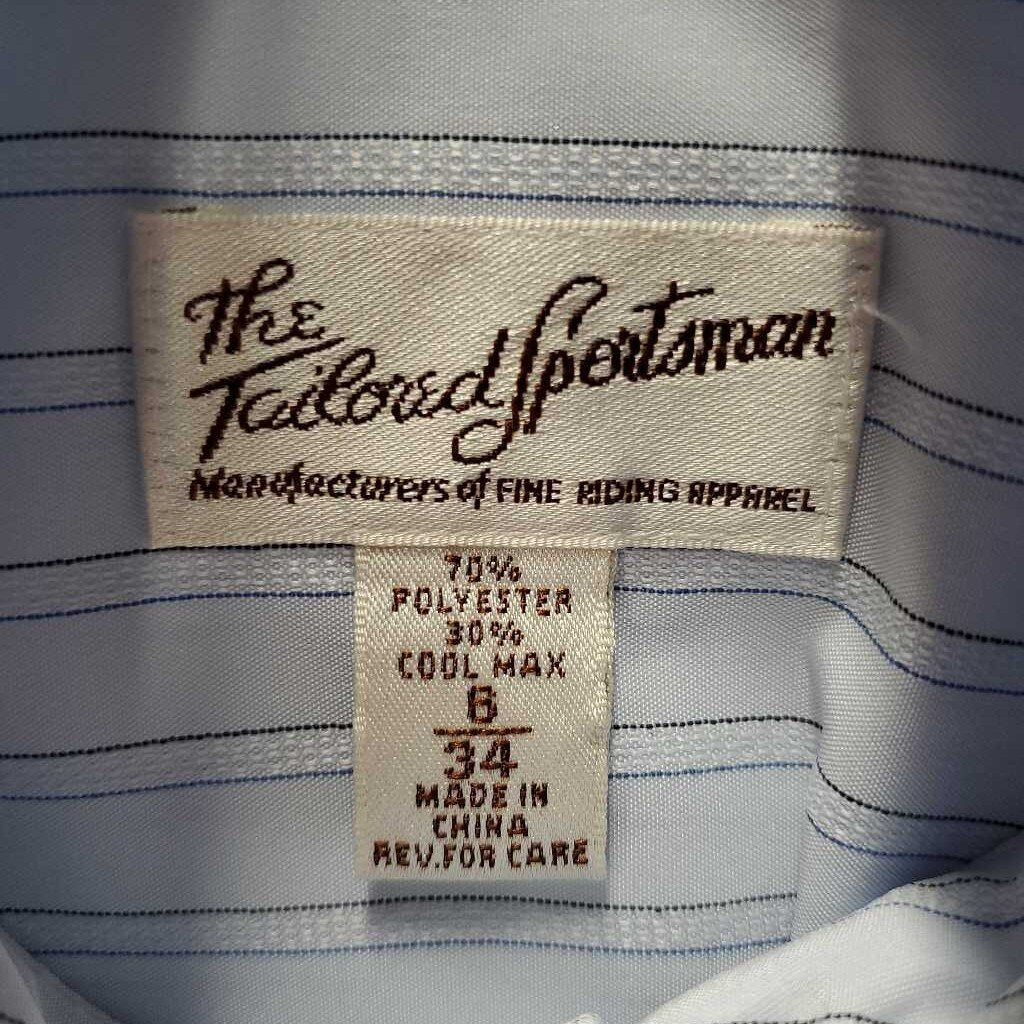 The
Tailored Sportsman
Manufacturers of FINE RIDING APPAREL
70%
POLYESTER
30%
COOL MAX
6
34
MADE IN
CHINA
REV.FOR CARE